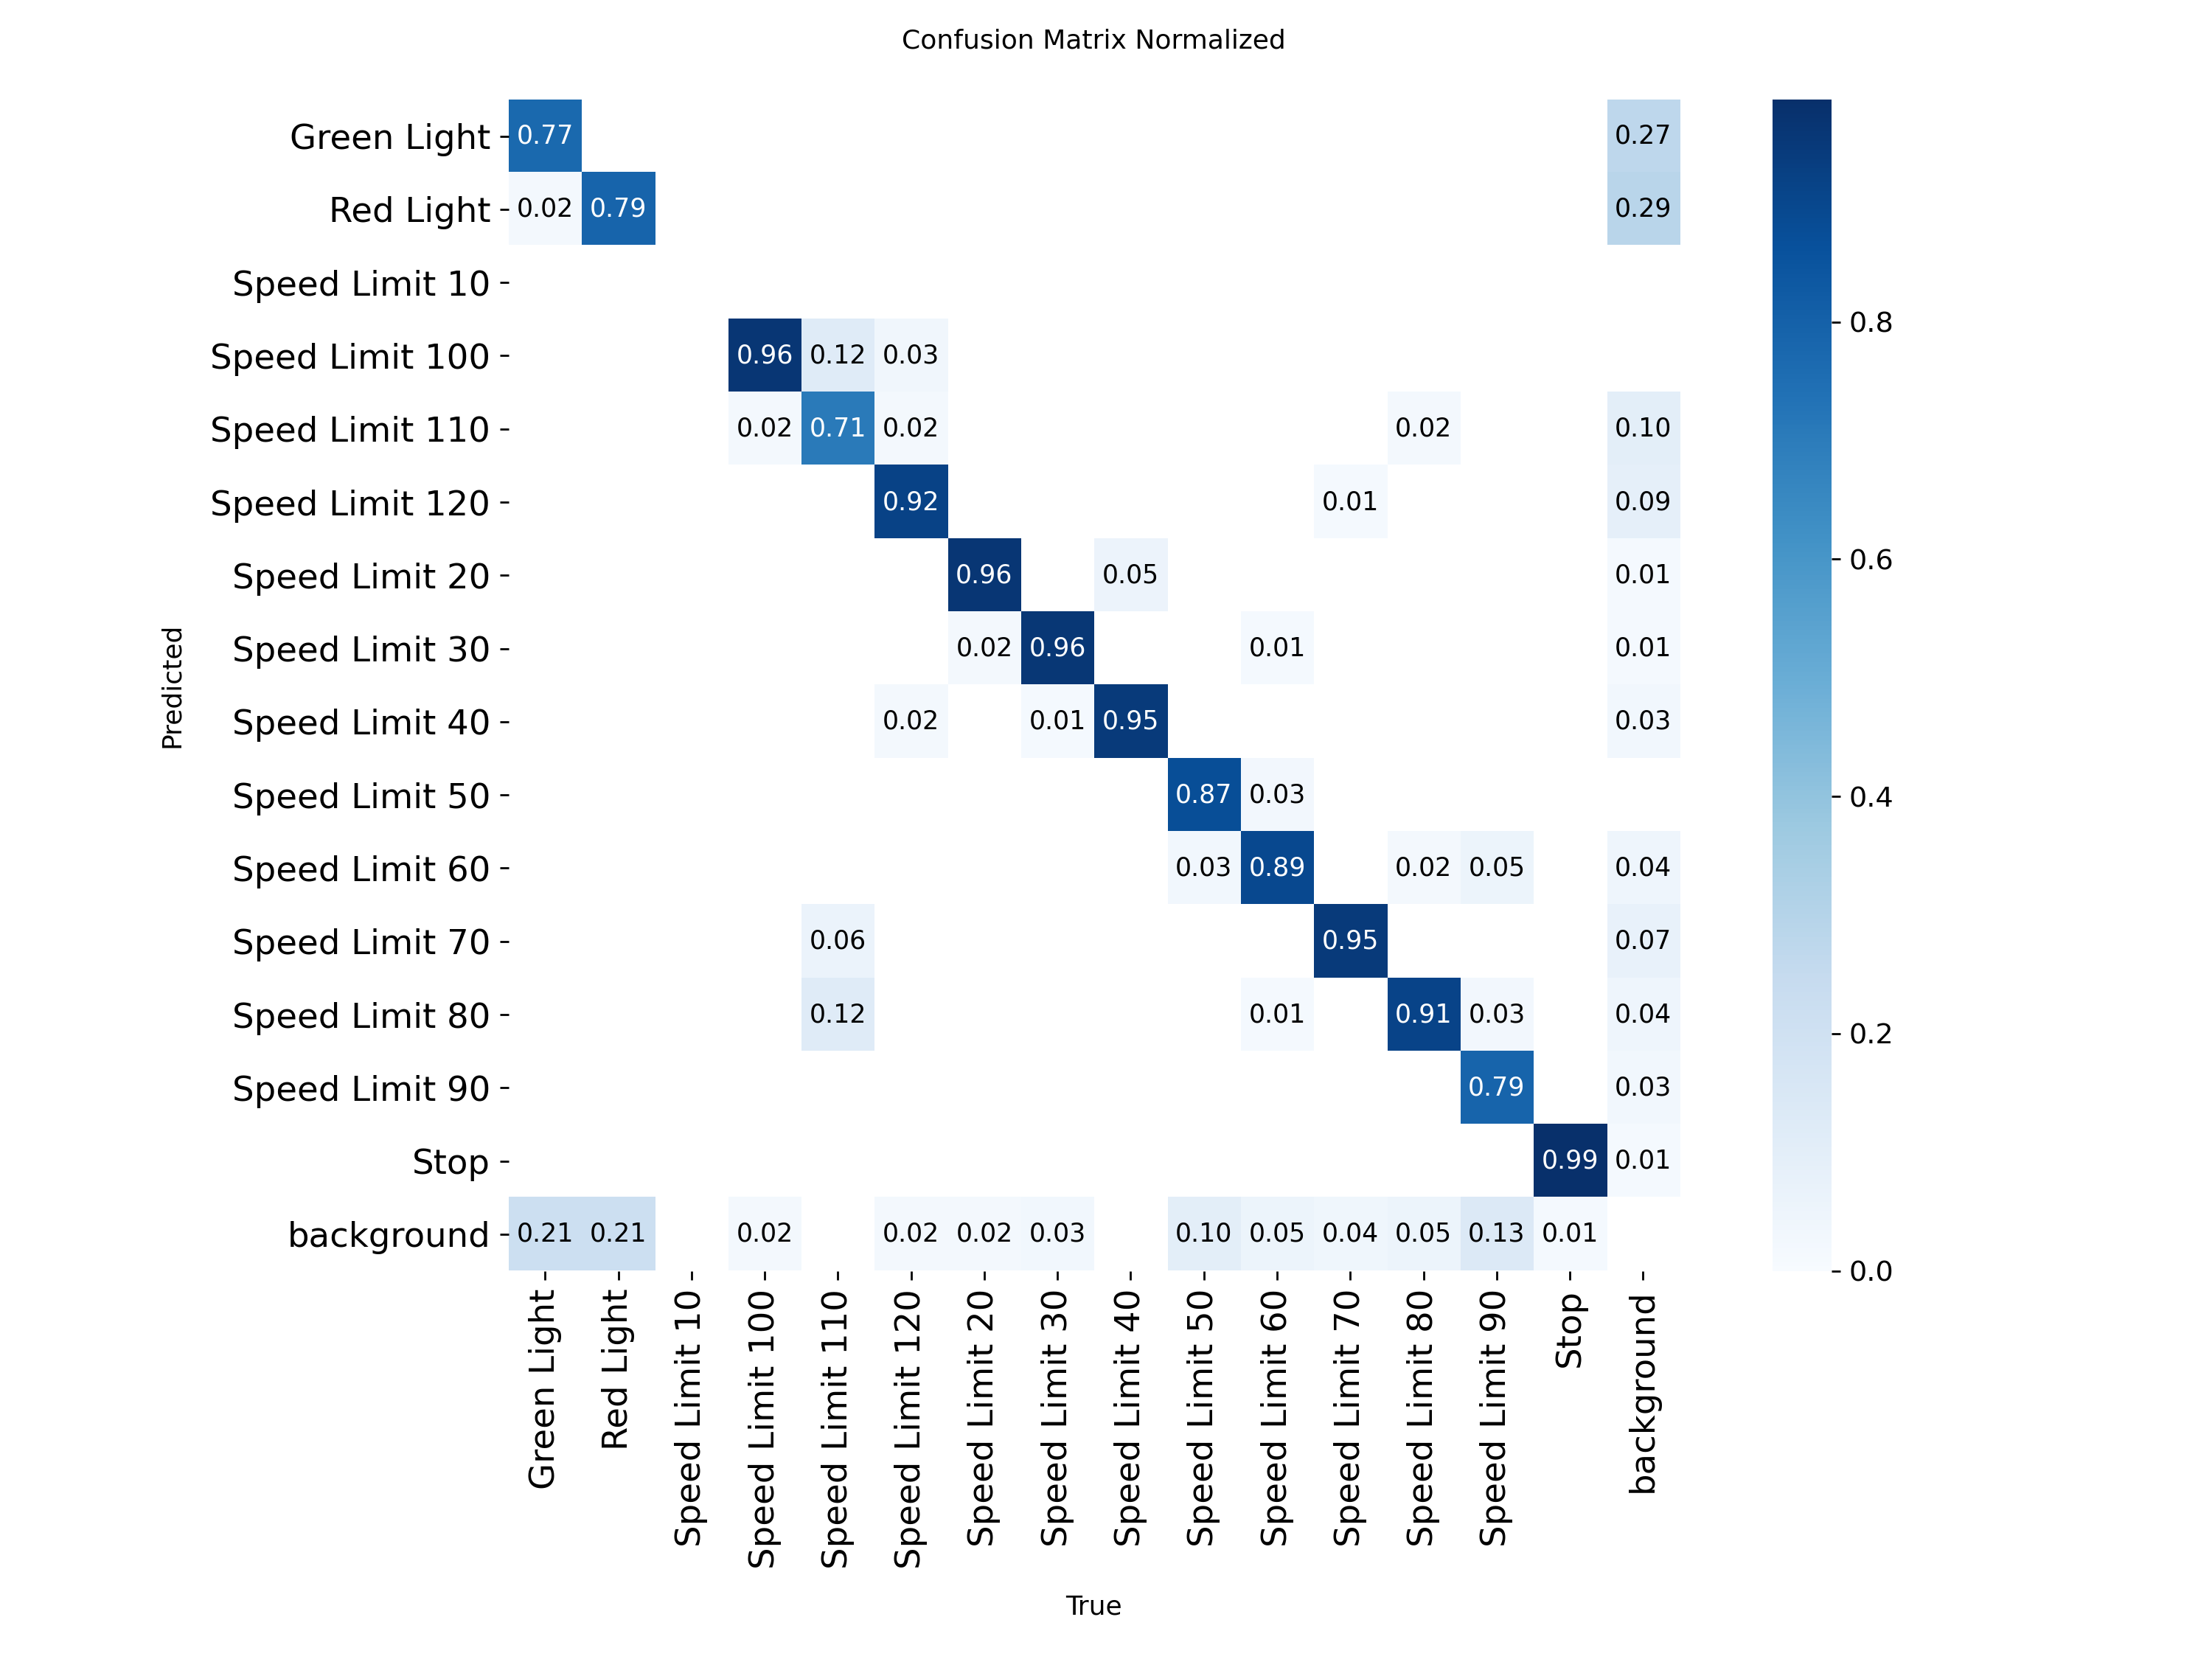 Confusion Matrix Normalized
Green Light 0.77 0.27
Red Light 0.02 0.79 0.29
Speed Limit 10
Speed Limit 100 0.96 0.12 0.03
Speed Limit 110 0.02 0.71 0.02 0.02 0.10
Speed Limit 120 0.92 0.01 0.09
Speed Limit 20 0.96 0.05 0.01
Speed Limit 30 0.02 0.96 0.01 0.01
Speed Limit 40 0.02 0.01 0.95 0.03
Speed Limit 50 0.87 0.03
Speed Limit 60 0.03 0.89 0.02 0.05 0.04
Speed Limit 70 0.06 0.95 0.07
Speed Limit 80 0.12 0.01 0.91 0.03 0.04
Speed Limit 90 0.79 0.03
Stop 0.99 0.01
background 0.21 0.21 0.02 0.02 0.02 0.03 0.10 0.05 0.04 0.05 0.13 0.01
Predicted
Green Light
Red Light
Speed Limit 10
Speed Limit 100
Speed Limit 110
Speed Limit 120
Speed Limit 20
Speed Limit 30
Speed Limit 40
Speed Limit 50
Speed Limit 60
Speed Limit 70
Speed Limit 80
Speed Limit 90
Stop
background
True
0.8
0.6
0.4
0.2
0.0